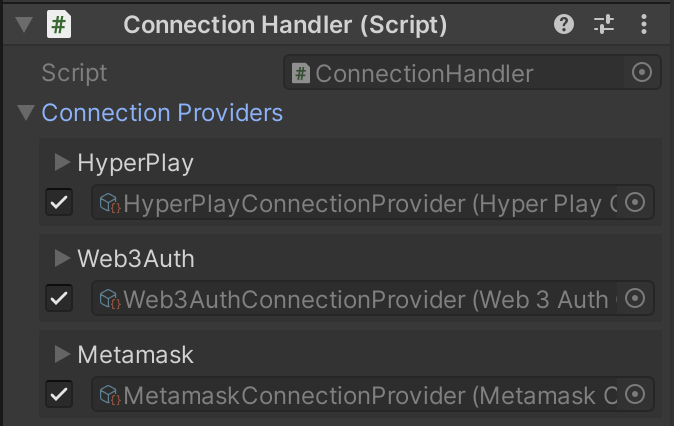 Connection Handler (Script)
Script ConnectionHandler
Connection Providers
HyperPlay
HyperPlayConnectionProvider (Hyper Play C
Web3Auth
Web3AuthConnectionProvider (Web 3 Auth
Metamask
MetamaskConnectionProvider (Metamask C